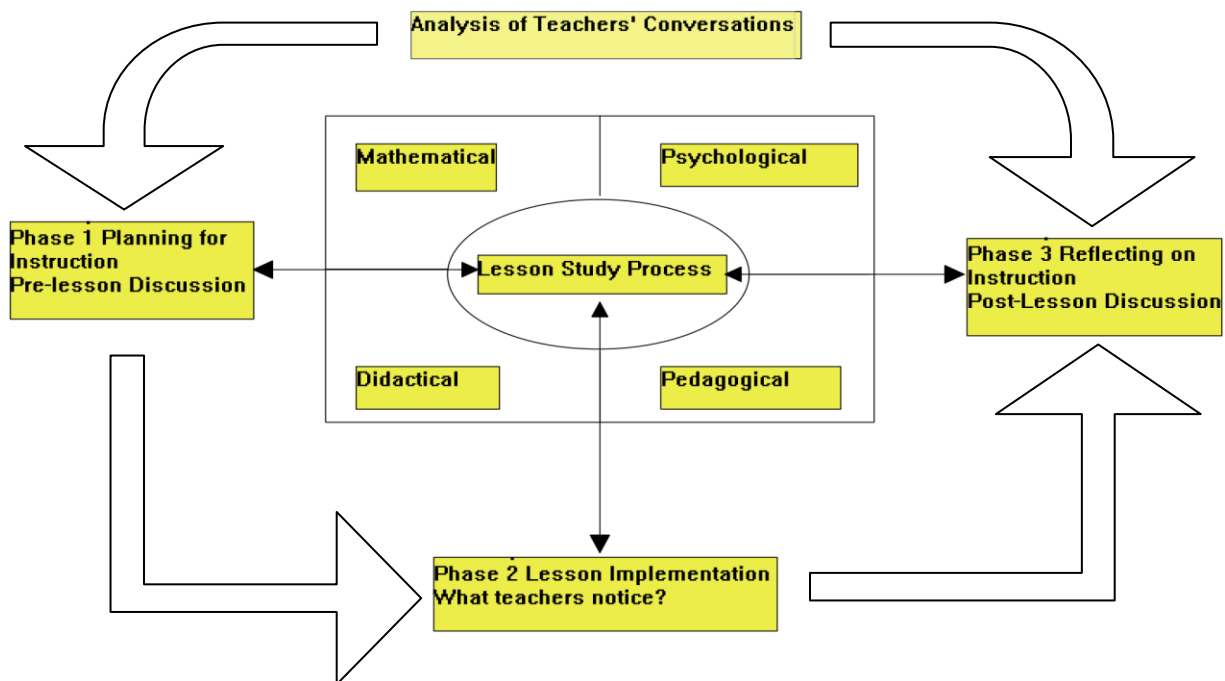 Analysis of Teachers' Conversations
Mathematical
Psychological
Phase 1 Planning for
Instruction
Pre-lesson Discussion
Lesson Study Process
Phase 3 Reflecting on
Instruction
Post-Lesson Discussion
Didactical
Pedagogical
Phase 2 Lesson Implementation
What teachers notice?